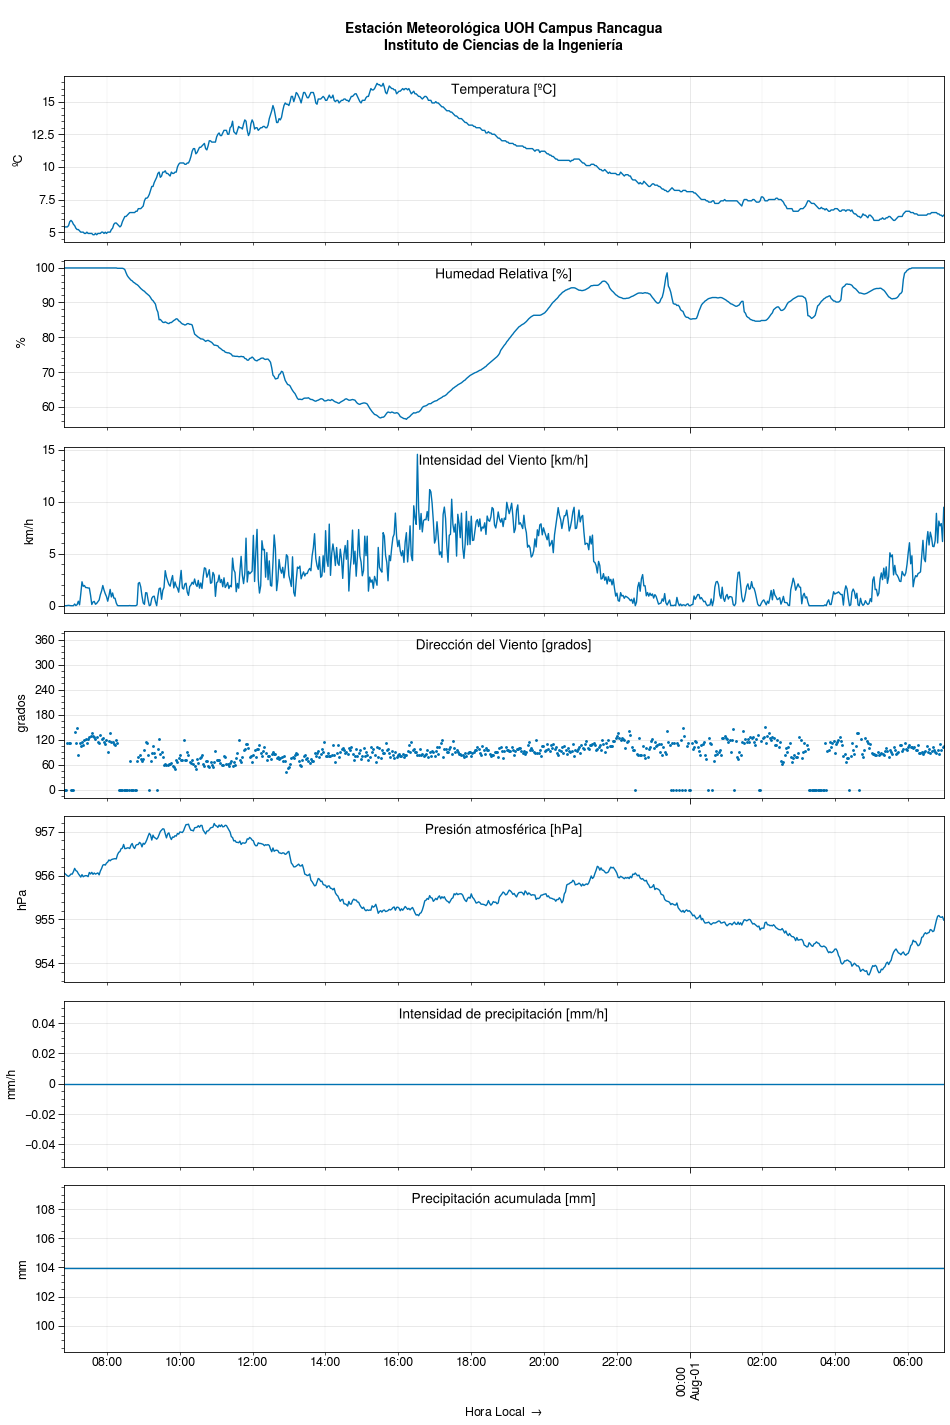 Estación Meteorológica UOH Campus Rancagua
Instituto de Ciencias de la Ingeniería
Temperatura [ºC]
ºC
15
12.5
10
7.5
5
Humedad Relativa [%]
%
100
90
80
70
60
Intensidad del Viento [km/h]
km/h
15
10
5
0
Dirección del Viento [grados]
grados
360
300
240
180
120
60
0
Presión atmosférica [hPa]
hPa
957
956
955
954
Intensidad de precipitación [mm/h]
mm/h
0.04
0.02
0
−0.02
−0.04
Precipitación acumulada [mm]
mm
108
106
104
102
100
08:00 10:00 12:00 14:00 16:00 18:00 20:00 22:00 00:00 02:00 04:00 06:00
Aug-01
Hora Local →